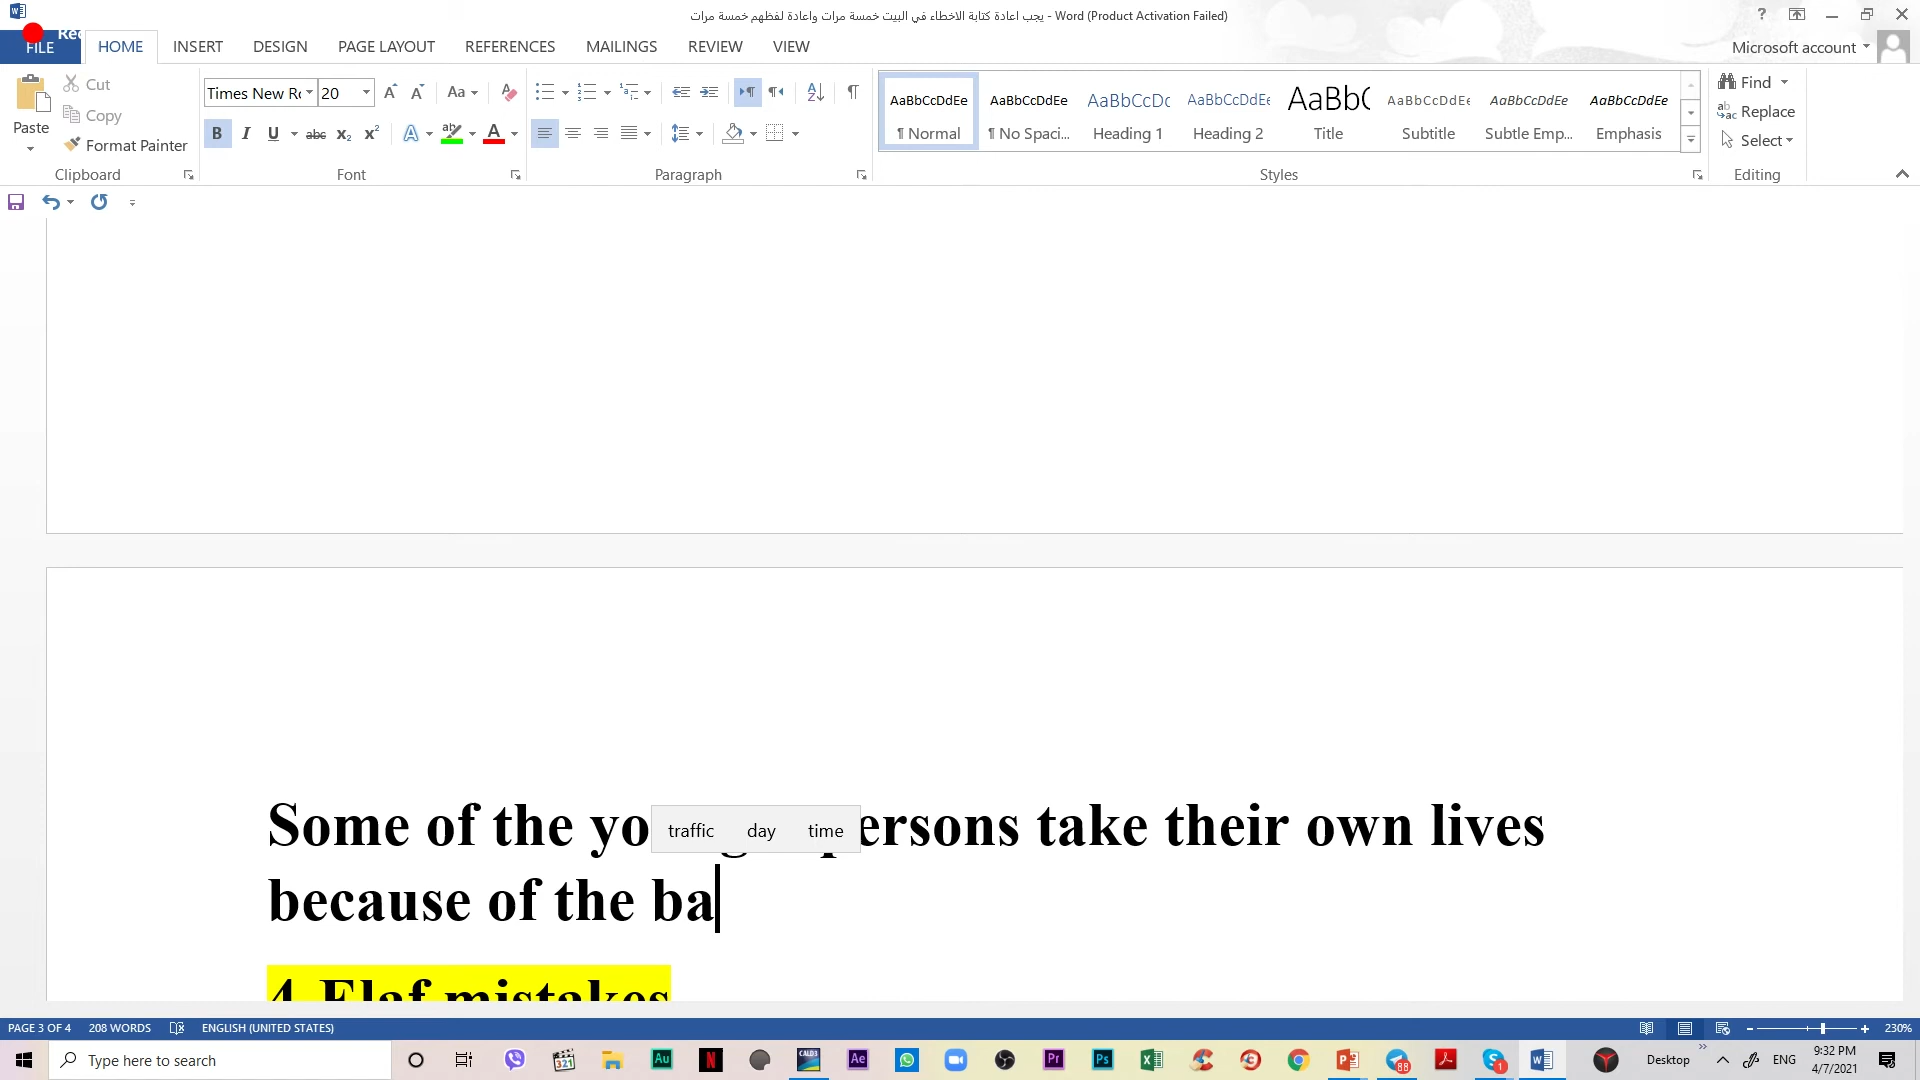 يجب اعادة كتابة الاخطاء في البيت خمسة مرات واعادة لفظهم خمسة مرات - Word (Product Activation Failed)
?
FILE HOME INSERT DESIGN PAGE LAYOUT REFERENCES MAILINGS REVIEW VIEW Microsoft account
Cut
Copy
Format Painter
Paste
Clipboard
Times New Ro 20
Font
Paragraph
AaBbCcDdEe AaBbCcDdEe AaBbCcDc AaBbCcDdEe AaBb( AaBbCcDdEe AaBbCcDdEe AaBbCcDdEe
¶ Normal ¶ No Spaci... Heading 1 Heading 2 Title Subtitle Subtle Emp... Emphasis
Styles
Find
Replace
Select
Editing
Some of the yo ersons take their own lives
traffic day time
because of the ba
4 Elaf mistakes
PAGE 3 OF 4 208 WORDS ENGLISH (UNITED STATES) 230%
Type here to search
Desktop ENG 9:32 PM
4/7/2021